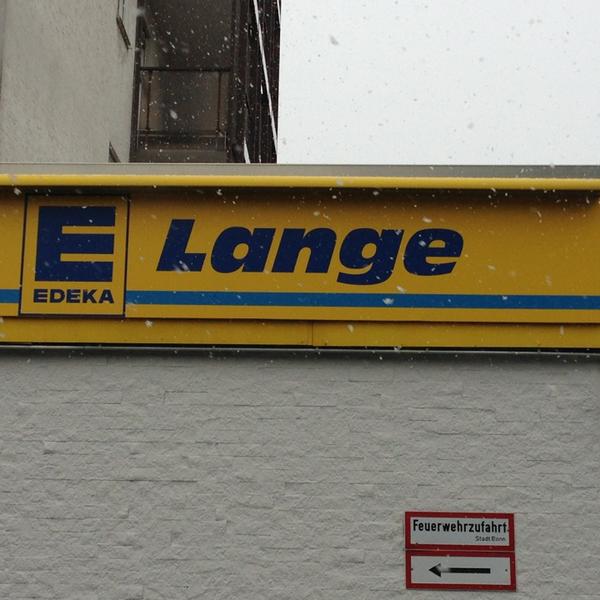 E Lange
EDEKA
Feuerwehrzufahrt
Stadt Bonn